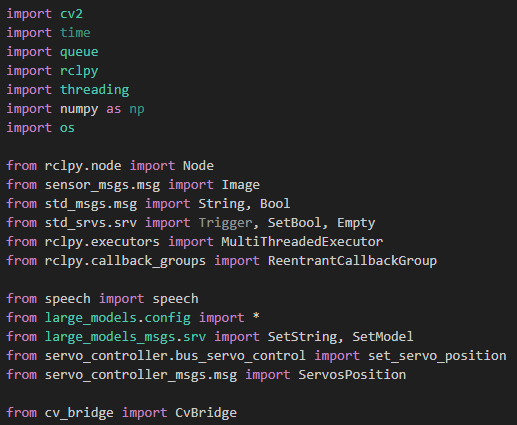 import cv2
import time
import queue
import rclpy
import threading
import numpy as np
import os
from rclpy.node import Node
from sensor_msgs.msg import Image
from std_msgs.msg import String, Bool
from std_srvs.srv import Trigger, SetBool, Empty
from rclpy.executors import MultiThreadedExecutor
from rclpy.callback_groups import ReentrantCallbackGroup
from speech import speech
from large_models.config import *
from large_models_msgs.srv import SetString, SetModel
from servo_controller.bus_servo_control import set_servo_position
from servo_controller_msgs.msg import ServosPosition
from cv_bridge import CvBridge